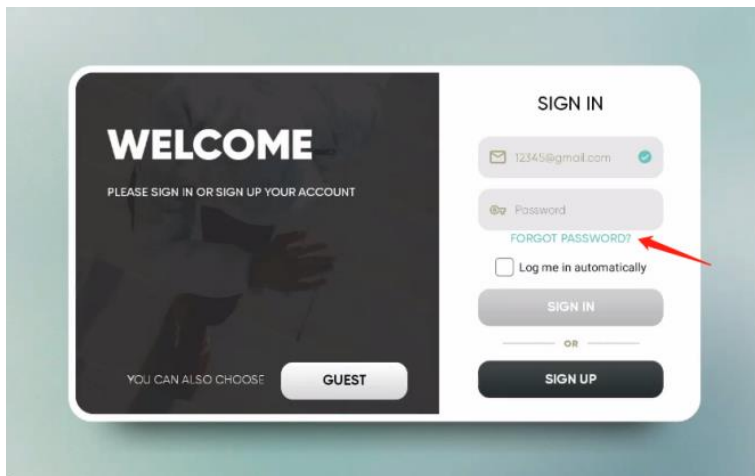 WELCOME
PLEASE SIGN IN OR SIGN UP YOUR ACCOUNT
YOU CAN ALSO CHOOSE
GUEST
SIGN IN
12345@gmail.com
Password
FORGOT PASSWORD?
Log me in automatically
SIGN IN
OR
SIGN UP